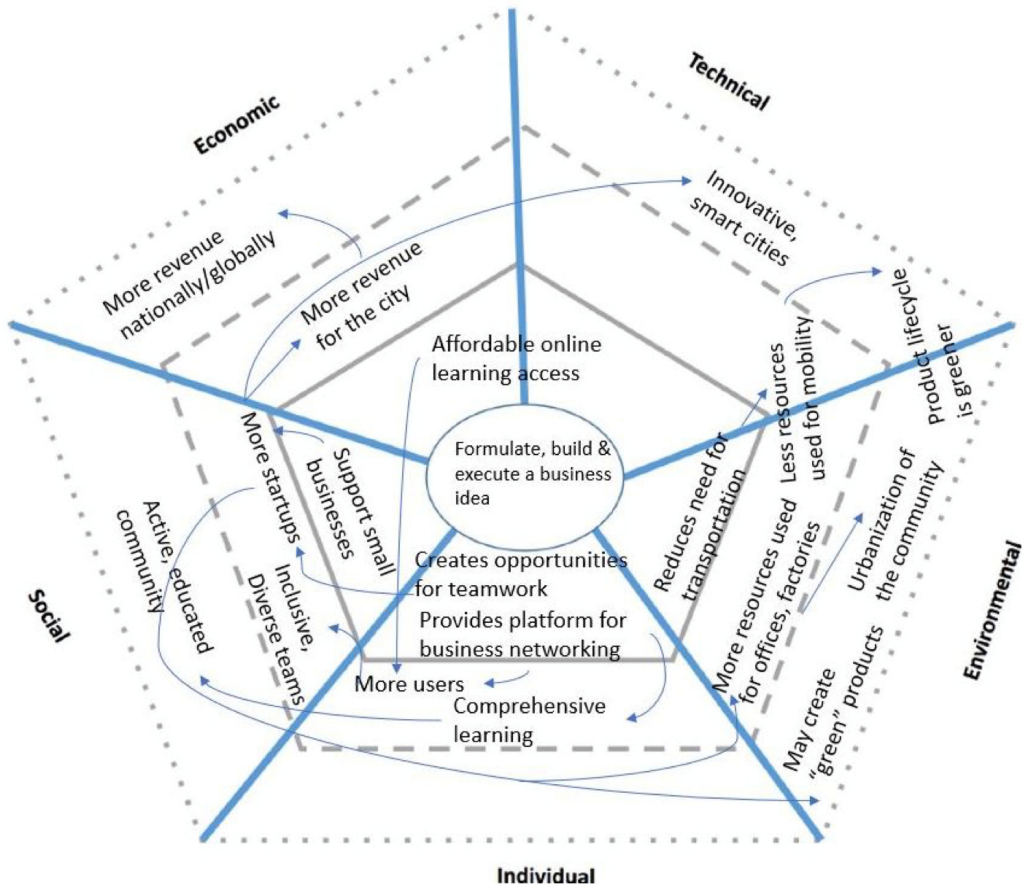 Economic
Technical
More revenue
nationally/globally
More revenue
for the city
Innovative,
smart cities
Product lifecycle
is greener
Affordable online
learning access
Less resources
used for mobility
Formulate, build &
execute a business
idea
More startups
Support small
businesses
Reduces need for
transportation
Active, educated
community
Inclusive,
Diverse teams
Creates opportunities
for teamwork
Provides platform for
business networking
More users
Comprehensive
learning
More resources used
for offices, factories
Urbanization of
the community
May create
“green” products
Social
Environmental
Individual